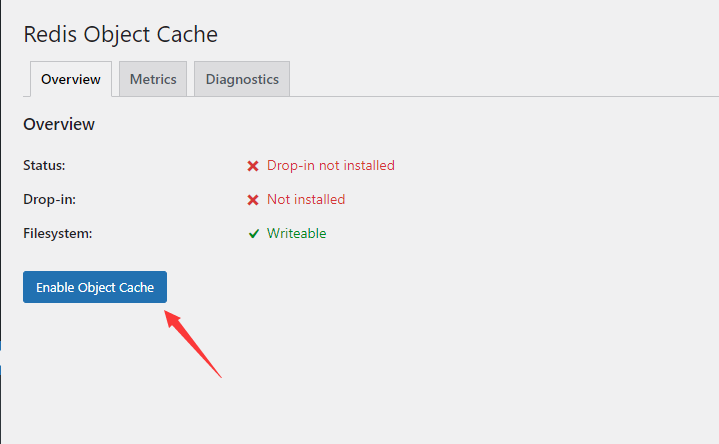 Redis Object Cache
Overview Metrics Diagnostics
Overview
Status: Drop-in not installed
Drop-in: Not installed
Filesystem: Writeable
Enable Object Cache